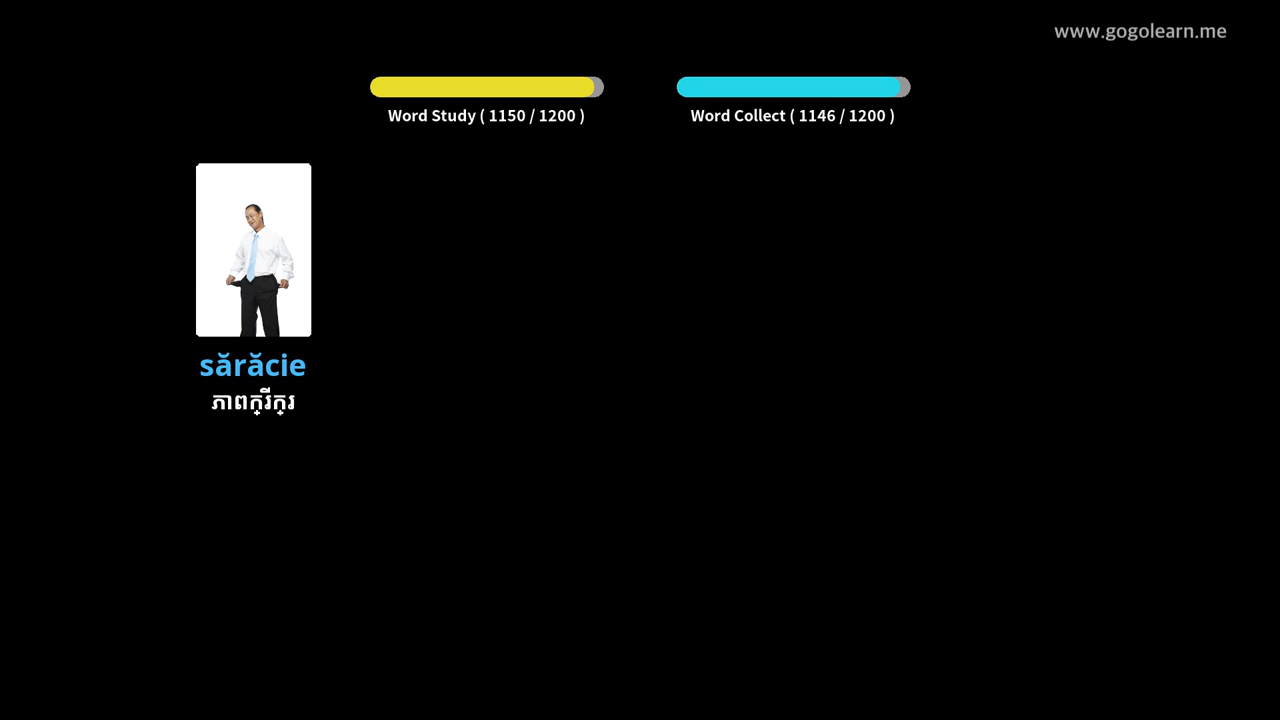 www.gogolearn.me
Word Study ( 1150 / 1200 )
Word Collect ( 1146 / 1200 )
sărăcie
ភាពក្រីក្រ